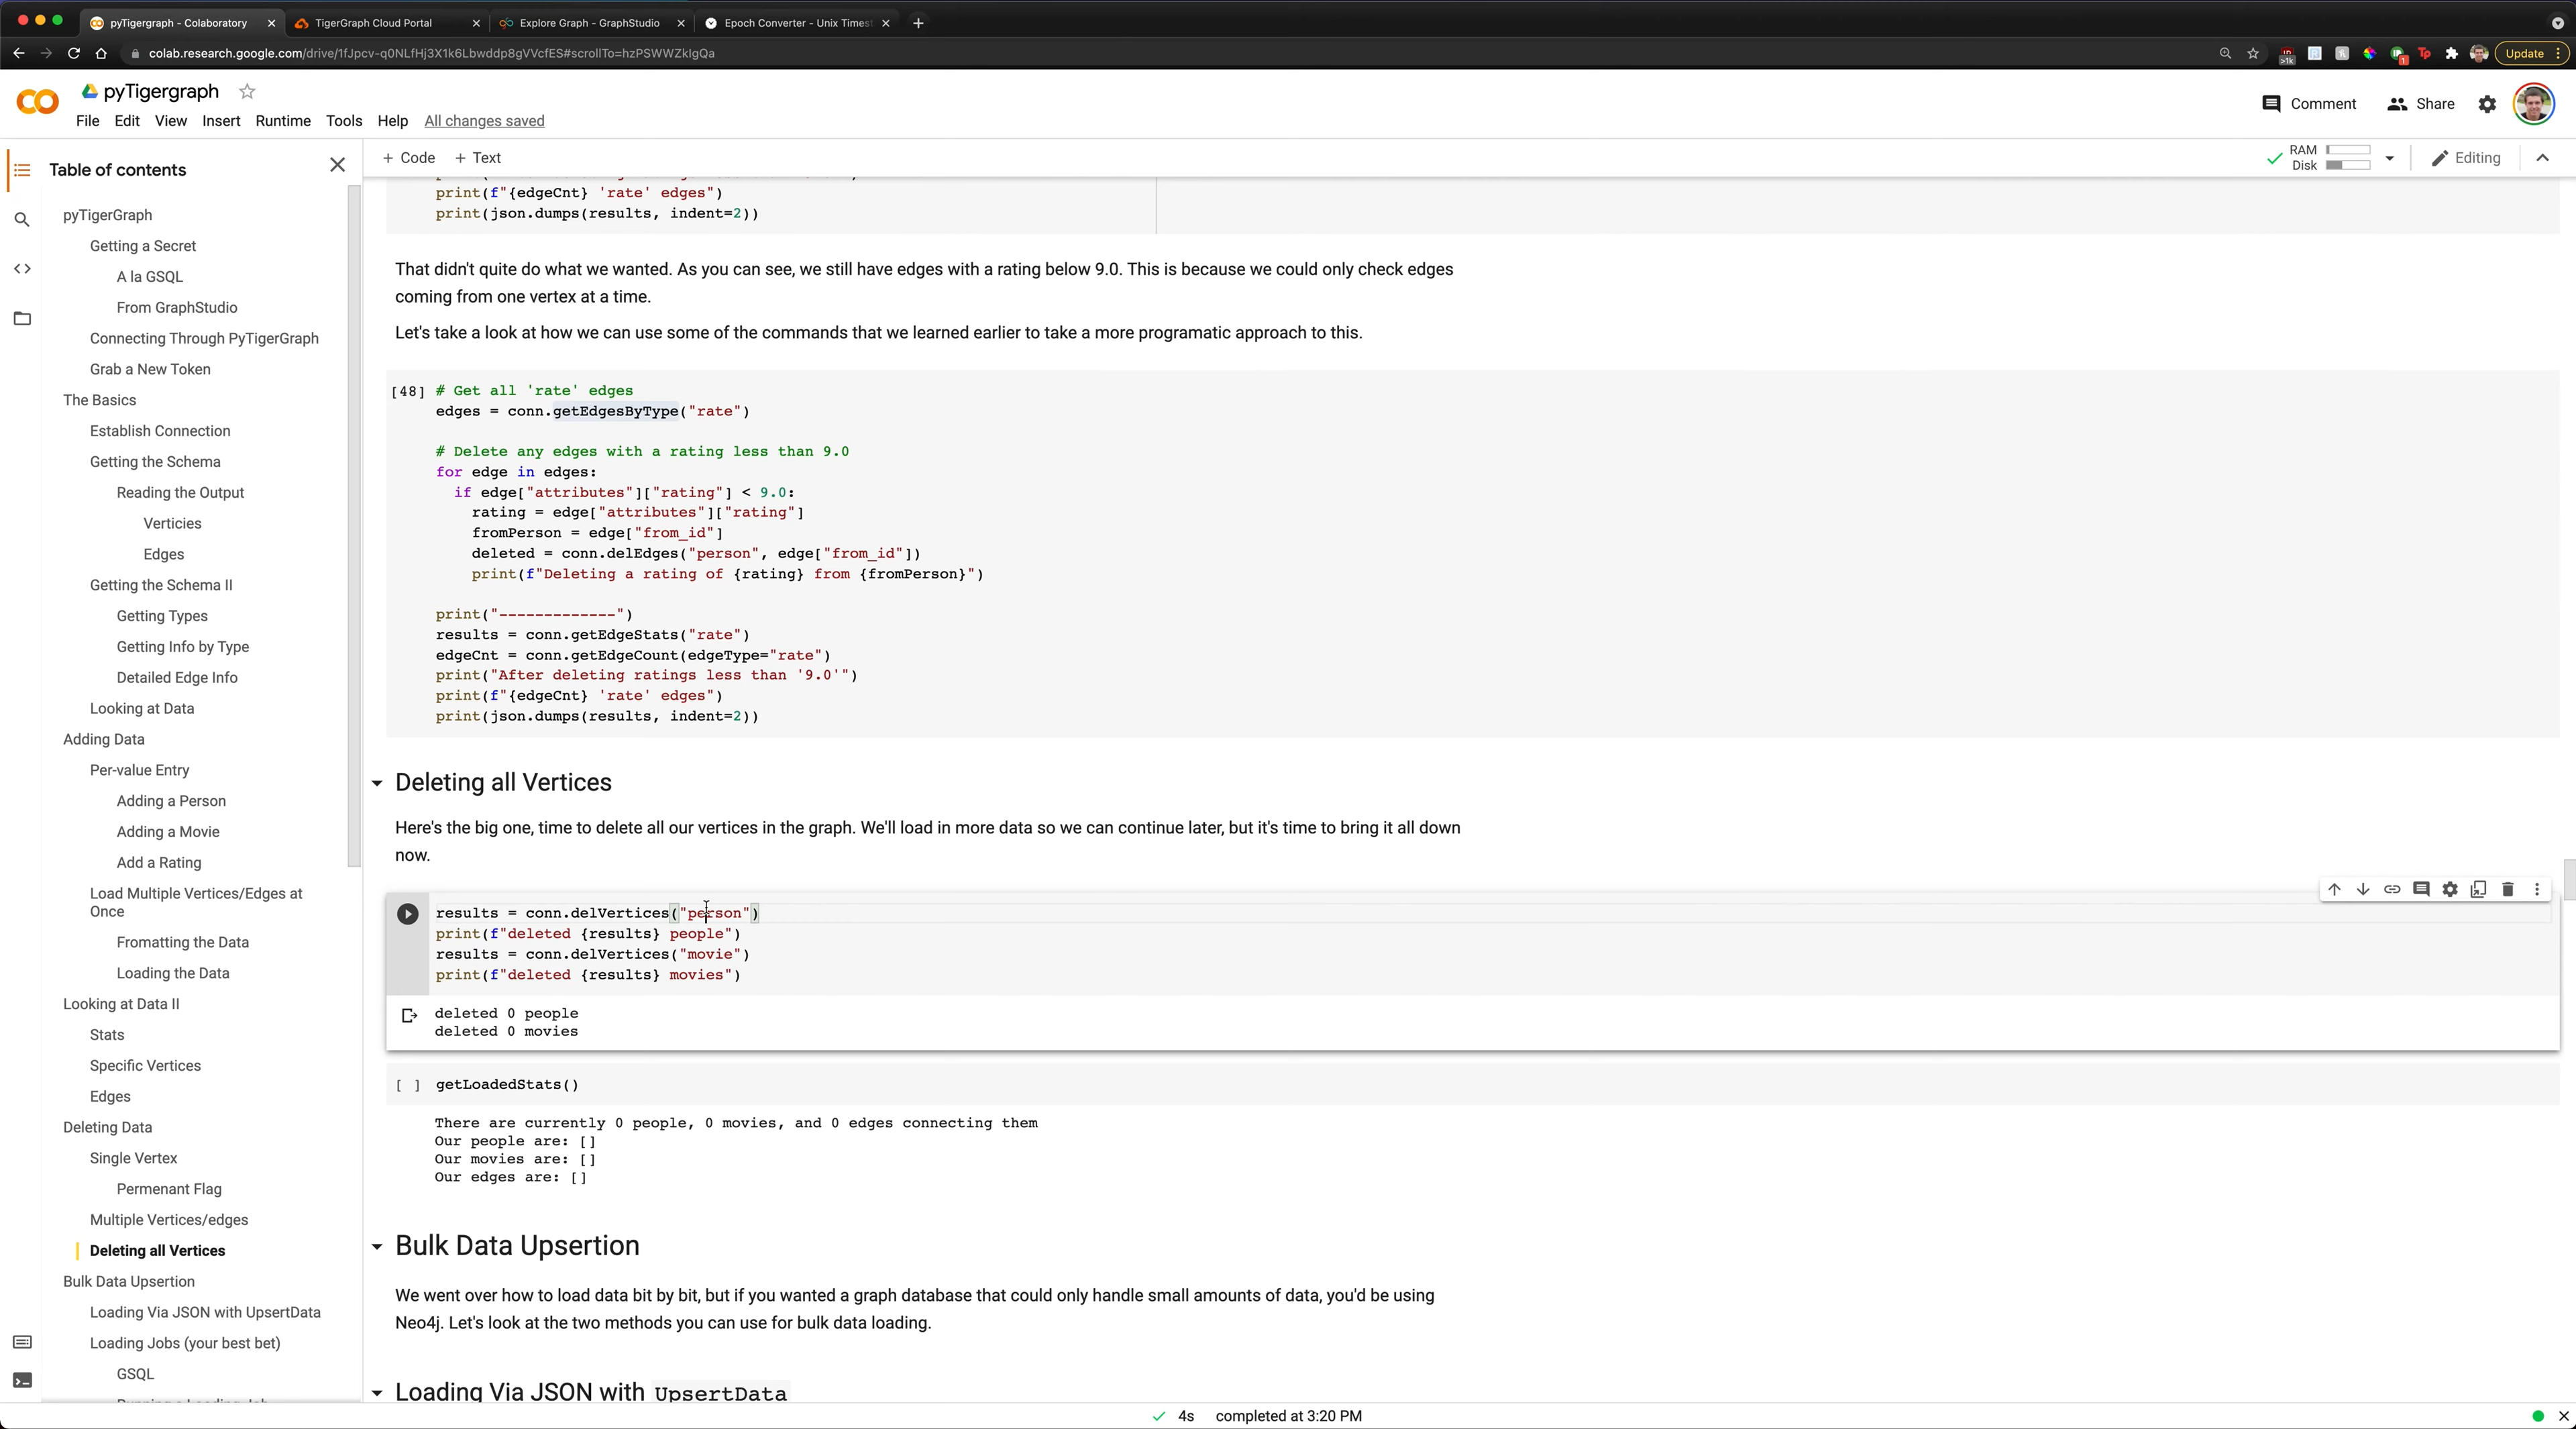 pyTigergraph - Colaboratory
TigerGraph Cloud Portal
Explore Graph - GraphStudio
Epoch Converter - Unix Timest
colab.research.google.com/drive/1fJpcv-q0NLfHj3X1k6Lbwddp8gVVcfES#scrollTo=hzPSWWZkIgQa
>1k
1
Tp
Update
CO
pyTigergraph
File Edit View Insert Runtime Tools Help All changes saved
Comment
Share
Table of contents
pyTigerGraph
Getting a Secret
A la GSQL
From GraphStudio
Connecting Through PyTigerGraph
Grab a New Token
The Basics
Establish Connection
Getting the Schema
Reading the Output
Verticies
Edges
Getting the Schema II
Getting Types
Getting Info by Type
Detailed Edge Info
Looking at Data
Adding Data
Per-value Entry
Adding a Person
Adding a Movie
Add a Rating
Load Multiple Vertices/Edges at
Once
Fromatting the Data
Loading the Data
Looking at Data II
Stats
Specific Vertices
Edges
Deleting Data
Single Vertex
Permenant Flag
Multiple Vertices/edges
Deleting all Vertices
Bulk Data Upsertion
Loading Via JSON with UpsertData
Loading Jobs (your best bet)
GSQL
+ Code + Text
RAM
Disk
Editing
print(f"{edgeCnt} 'rate' edges")
print(json.dumps(results, indent=2))
That didn't quite do what we wanted. As you can see, we still have edges with a rating below 9.0. This is because we could only check edges
coming from one vertex at a time.
Let's take a look at how we can use some of the commands that we learned earlier to take a more programatic approach to this.
[48] # Get all 'rate' edges
edges = conn.getEdgesByType("rate")
# Delete any edges with a rating less than 9.0
for edge in edges:
if edge["attributes"]["rating"] < 9.0:
rating = edge["attributes"]["rating"]
fromPerson = edge["from_id"]
deleted = conn.delEdges("person", edge["from_id"])
print(f"Deleting a rating of {rating} from {fromPerson}")
print("-------------")
results = conn.getEdgeStats("rate")
edgeCnt = conn.getEdgeCount(edgeType="rate")
print("After deleting ratings less than '9.0'")
print(f"{edgeCnt} 'rate' edges")
print(json.dumps(results, indent=2))
Deleting all Vertices
Here's the big one, time to delete all our vertices in the graph. We'll load in more data so we can continue later, but it's time to bring it all down
now.
results = conn.delVertices("person")
print(f"deleted {results} people")
results = conn.delVertices("movie")
print(f"deleted {results} movies")
deleted 0 people
deleted 0 movies
[ ] getLoadedStats()
There are currently 0 people, 0 movies, and 0 edges connecting them
Our people are: []
Our movies are: []
Our edges are: []
Bulk Data Upsertion
We went over how to load data bit by bit, but if you wanted a graph database that could only handle small amounts of data, you'd be using
Neo4j. Let's look at the two methods you can use for bulk data loading.
Loading Via JSON with UpsertData
4s completed at 3:20 PM